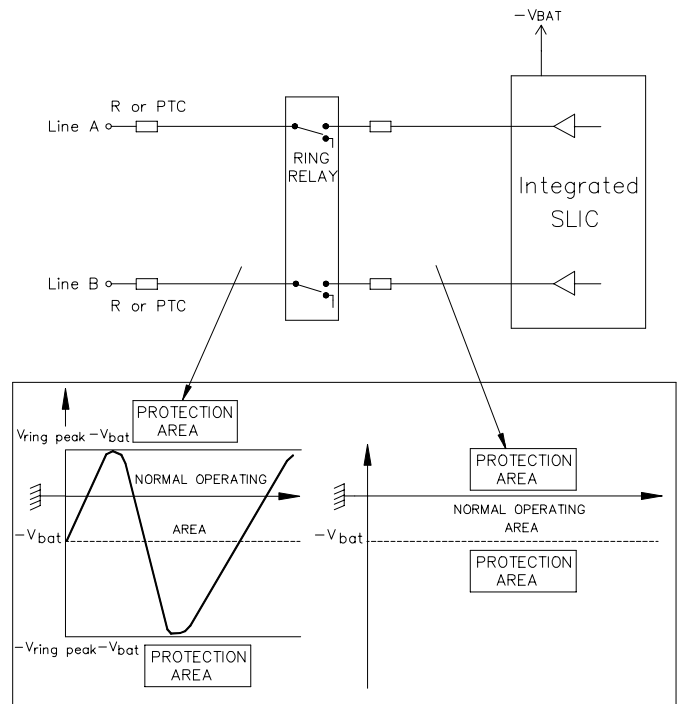 -VBAT
R or PTC
Line A
RING
RELAY
Integrated
SLIC
Line B
R or PTC
PROTECTION
AREA
Vring peak-Vbat
NORMAL OPERATING
AREA
-Vbat
-Vring peak-Vbat
PROTECTION
AREA
PROTECTION
AREA
NORMAL OPERATING
AREA
-Vbat
PROTECTION
AREA